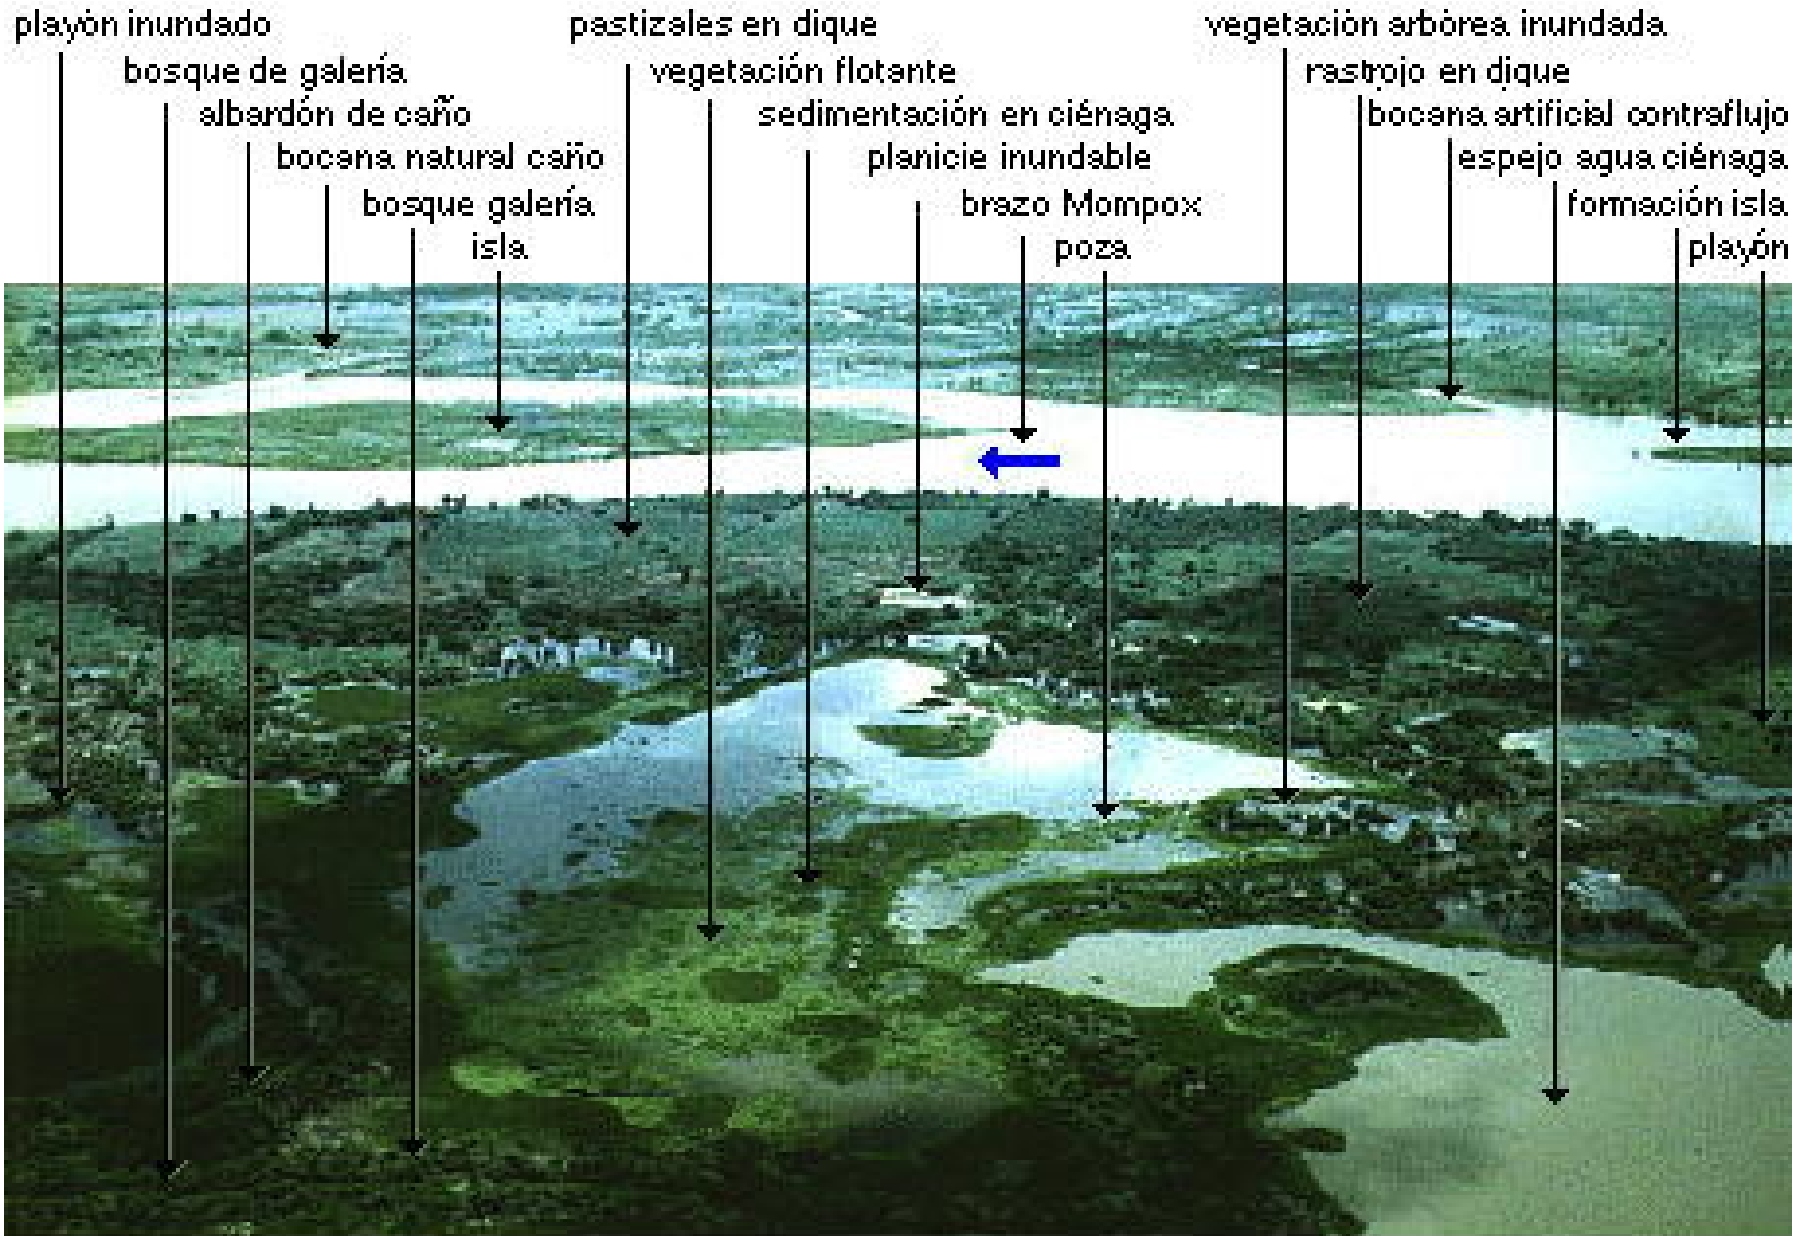 playón inundado
bosque de galería
albardón de caño
bocana natural caño
bosque galería
isla
pastizales en dique
vegetación flotante
sedimentación en ciénaga
planicie inundable
brazo Mompox
poza
vegetación arbórea inundada
rastrojo en dique
bocana artificial contraflujo
espejo agua ciénaga
formación isla
playón